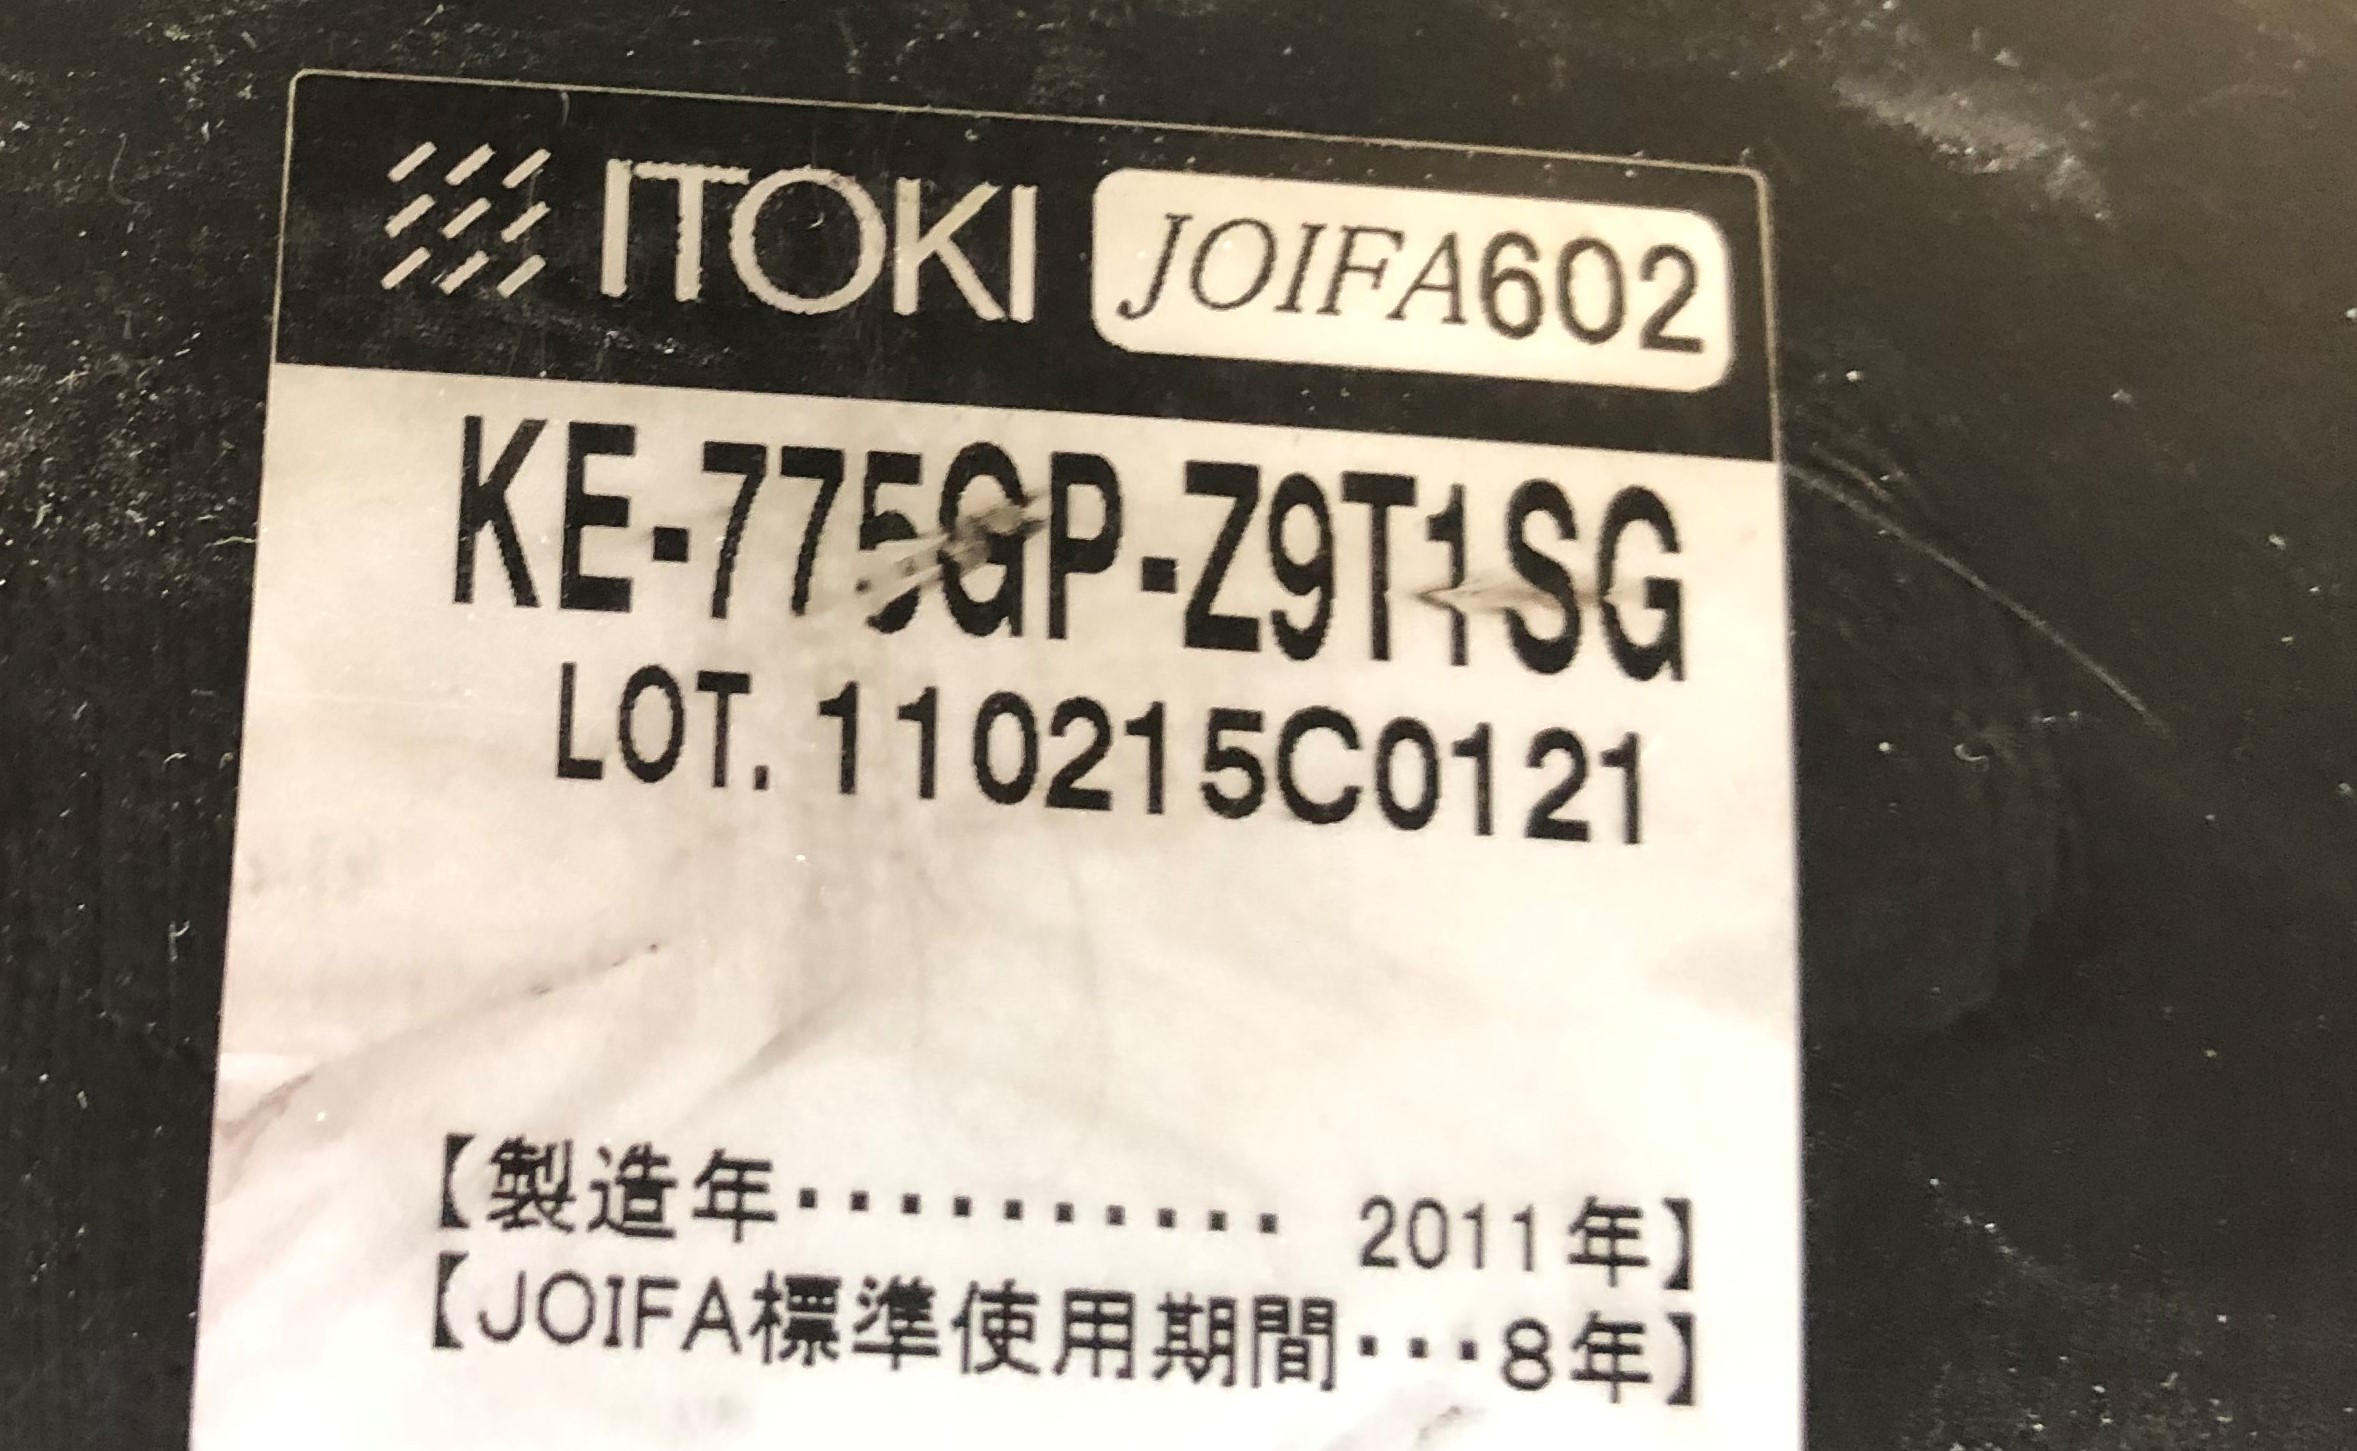 ITOKI JOIFA602
KE-775GP-Z9T1SG
LOT. 110215C0121
【製造年・・・・・・・・・・・ 2011年】
【JOIFA標準使用期間・・・・8年】